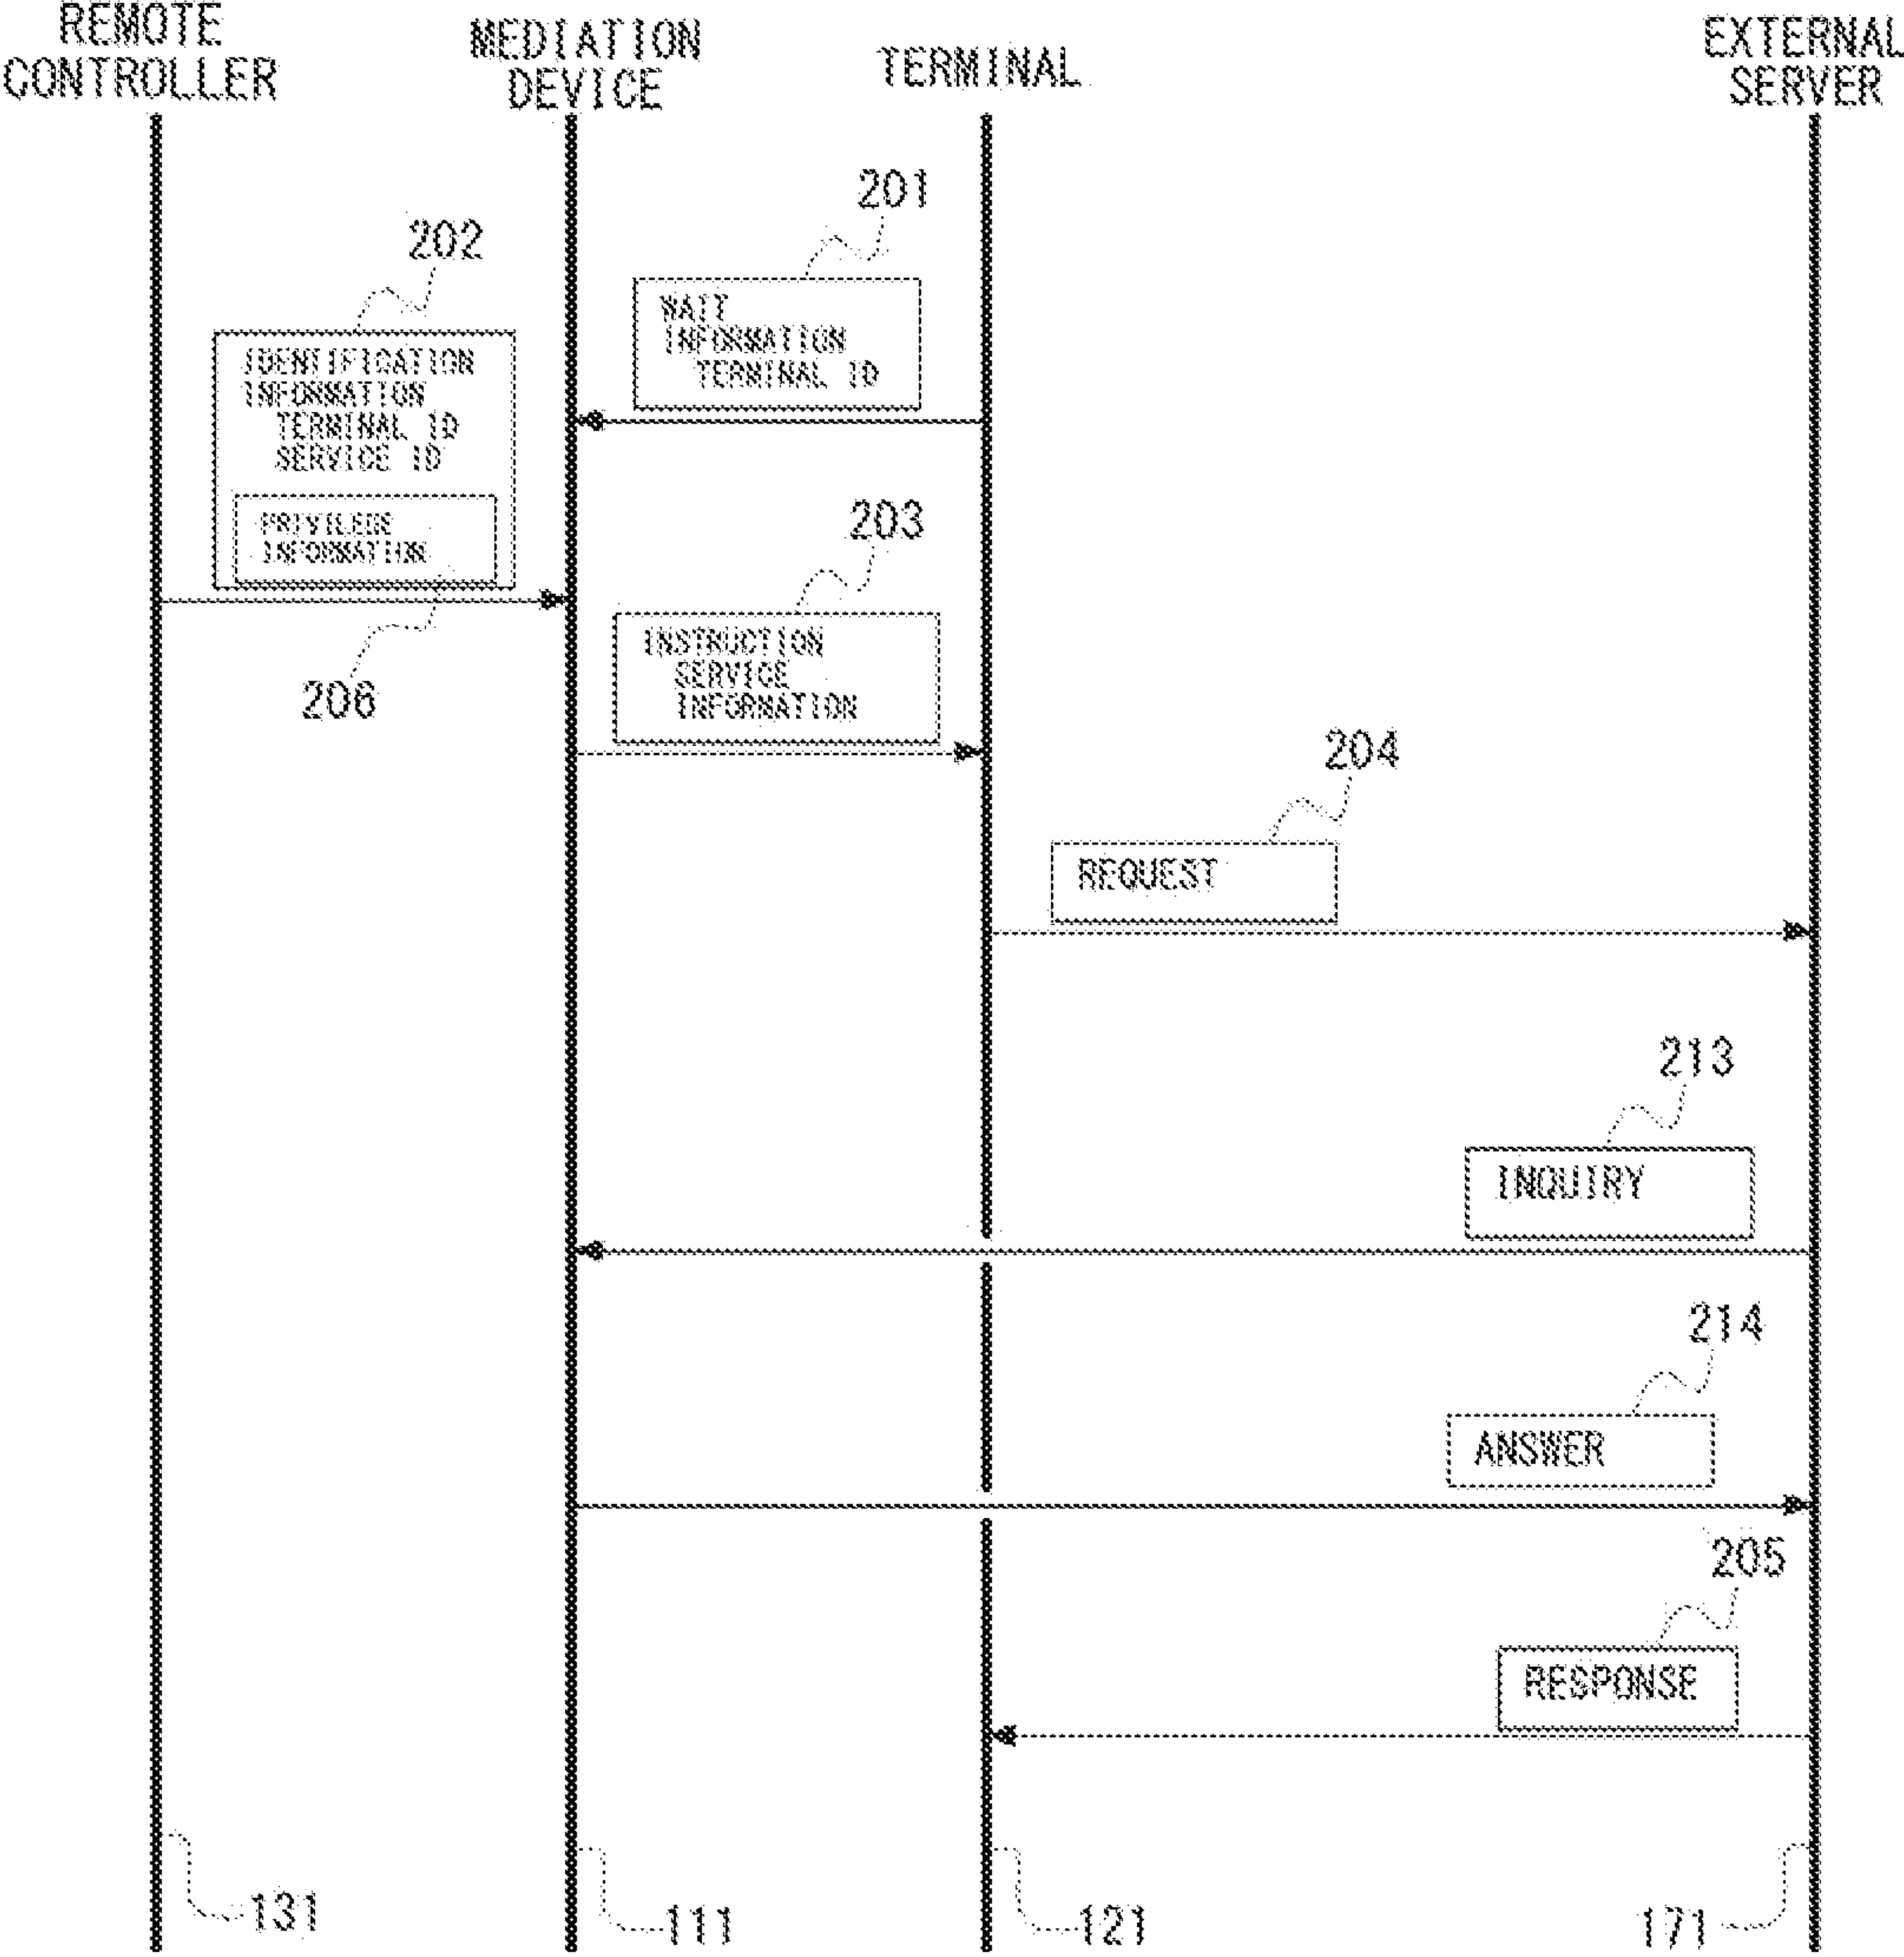 REMOTE
CONTROLLER
MEDIATION
DEVICE
TERMINAL
EXTERNAL
SERVER
201
202
WAIT
INFORMATION
TERMINAL ID
IDENTIFICATION
INFORMATION
TERMINAL ID
SERVICE ID
PRIVILEGE
INFORMATION
203
206
INSTRUCTION
SERVICE
INFORMATION
204
REQUEST
213
INQUIRY
214
ANSWER
205
RESPONSE
131
111
121
171